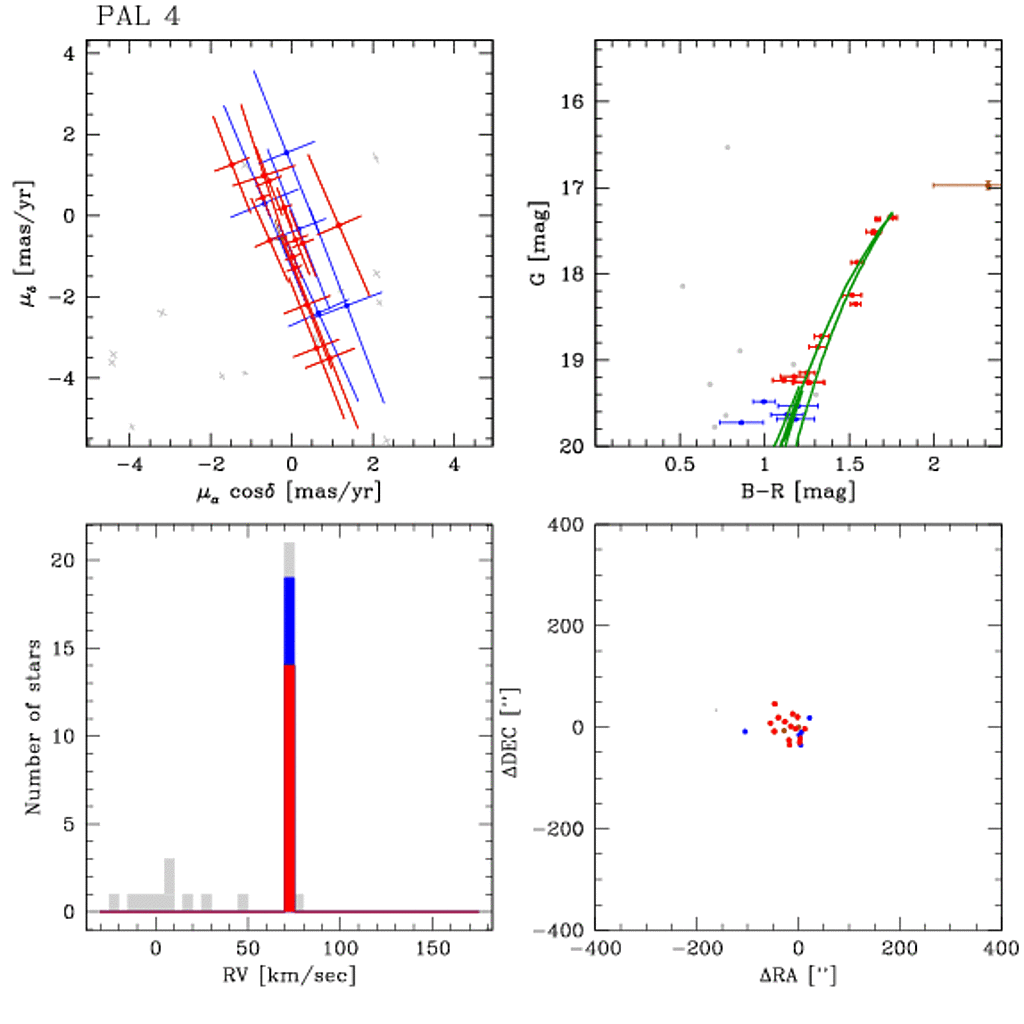 PAL 4
4
2
0
−2
−4
μδ [mas/yr]
−4 −2 0 2 4
μα cosδ [mas/yr]
16
17
18
19
20
G [mag]
0.5 1 1.5 2
B−R [mag]
20
15
10
5
0
Number of stars
0 50 100 150
RV [km/sec]
400
200
0
−200
−400
ΔDEC [″]
−400 −200 0 200 400
ΔRA [″]